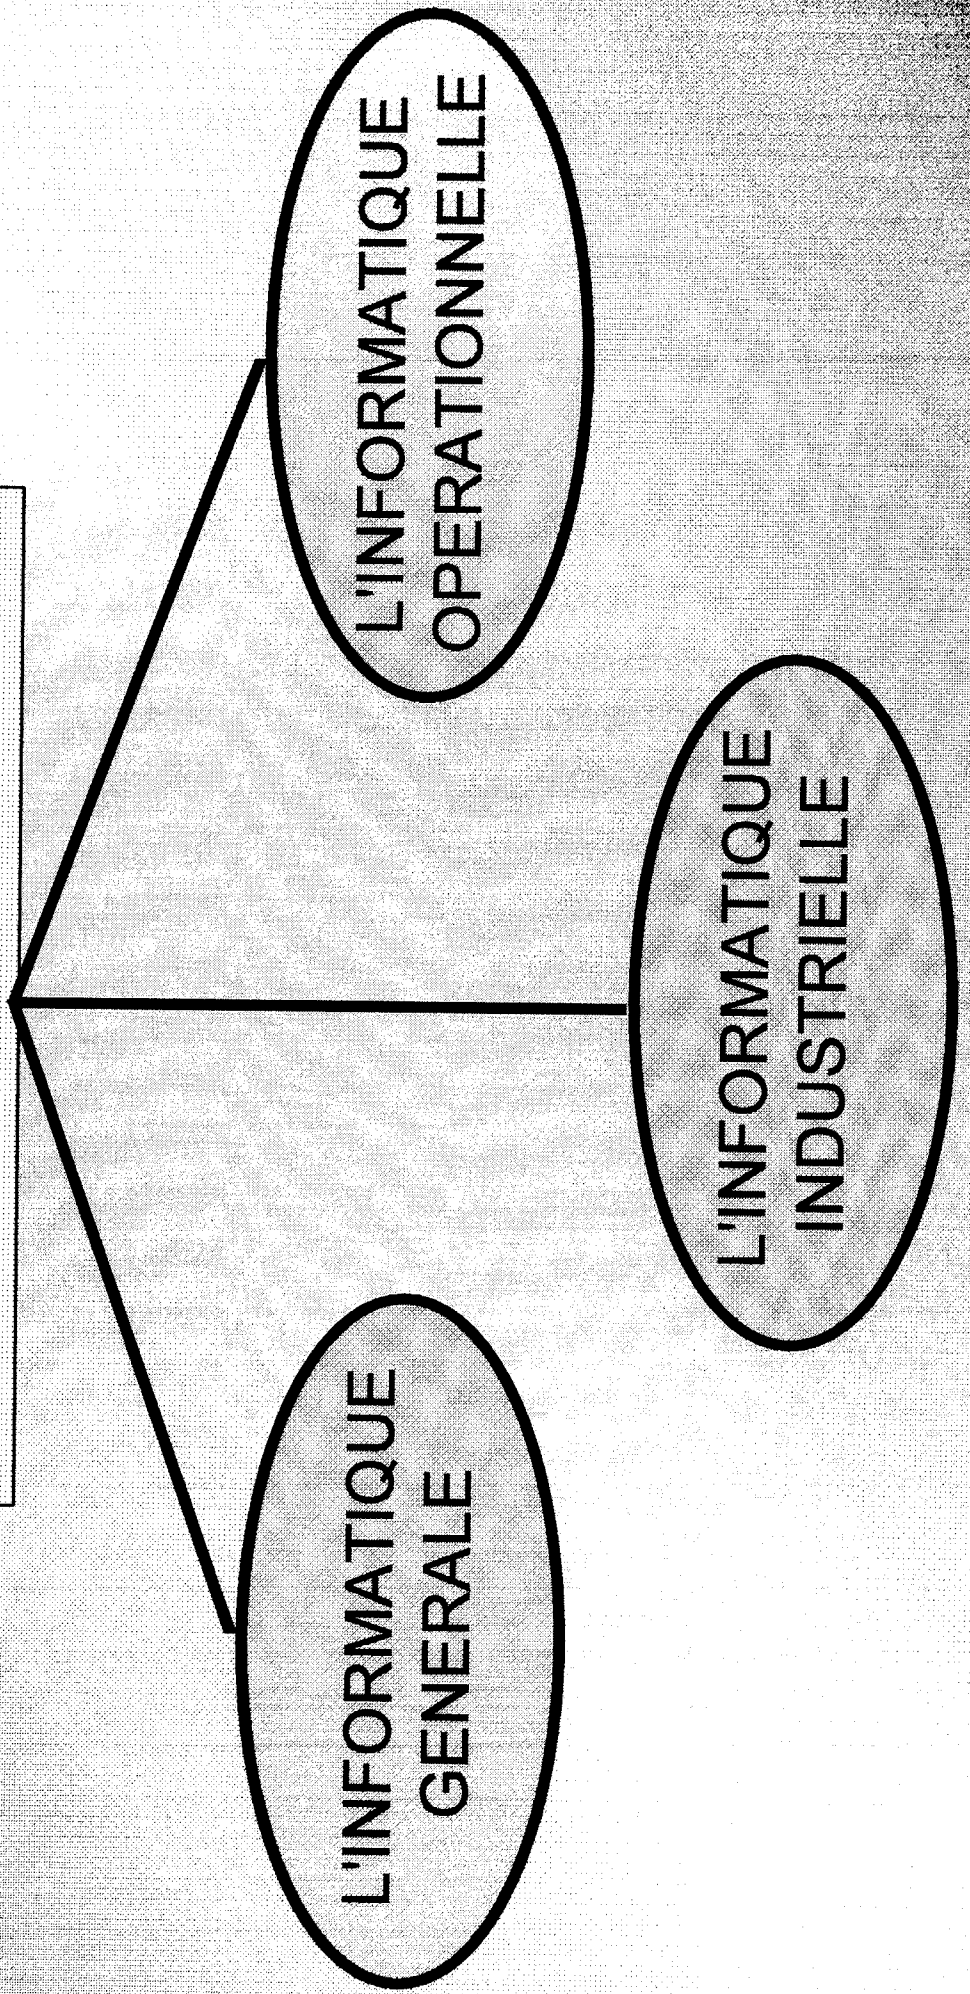 L'INFORMATIQUE
GENERALE
L'INFORMATIQUE
INDUSTRIELLE
L'INFORMATIQUE
OPERATIONNELLE